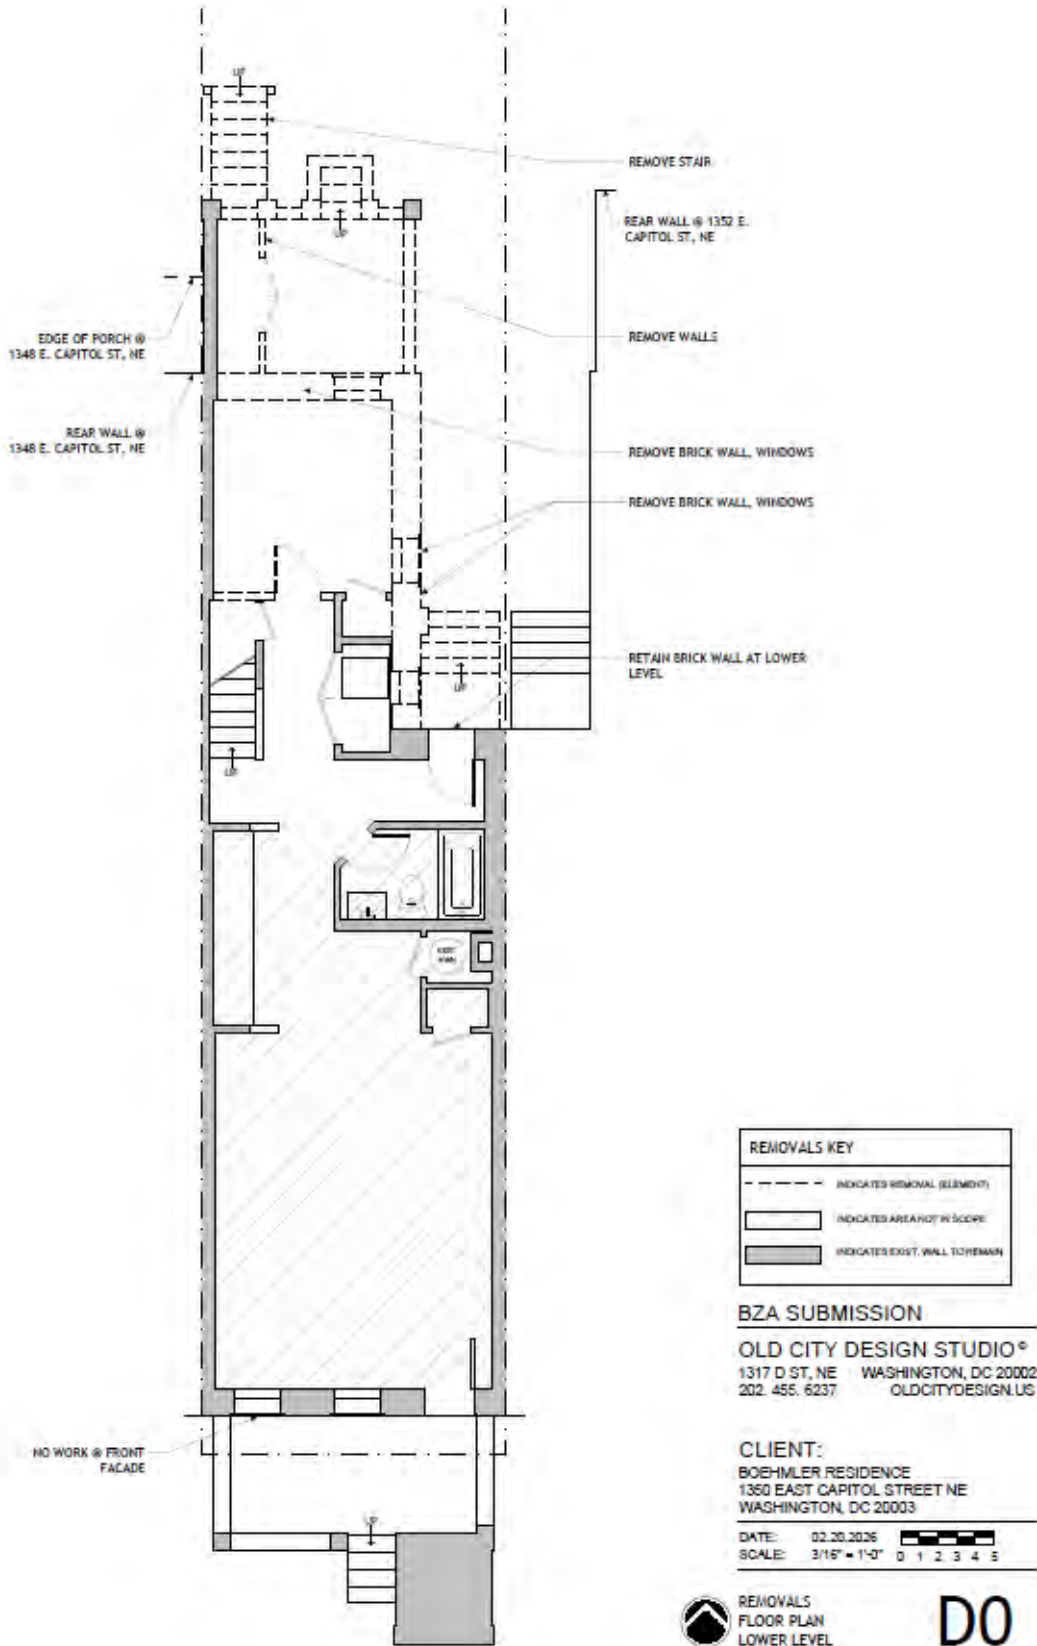 UP
REMOVE STAIR
REAR WALL @ 1352 E.
CAPITOL ST, NE
UP
EDGE OF PORCH @
1348 E. CAPITOL ST, NE
REMOVE WALLS
REAR WALL @
1348 E. CAPITOL ST, NE
REMOVE BRICK WALL, WINDOWS
REMOVE BRICK WALL, WINDOWS
RETAIN BRICK WALL AT LOWER
LEVEL
UP
UP
REMOVALS KEY
INDICATES REMOVAL (ELEMENT)
INDICATES AREA NOT IN SCOPE
INDICATES EXIST. WALL TO REMAIN
BZA SUBMISSION
OLD CITY DESIGN STUDIO©
1317 D ST, NE WASHINGTON, DC 20002
202. 455. 6237 OLDCITYDESIGN.US
NO WORK @ FRONT
FACADE
CLIENT:
BOEHMLER RESIDENCE
1350 EAST CAPITOL STREET NE
WASHINGTON, DC 20003
UP
DATE: 02.20.2026
SCALE: 3/16" = 1'-0" 0 1 2 3 4 5
REMOVALS
FLOOR PLAN
LOWER LEVEL
D0